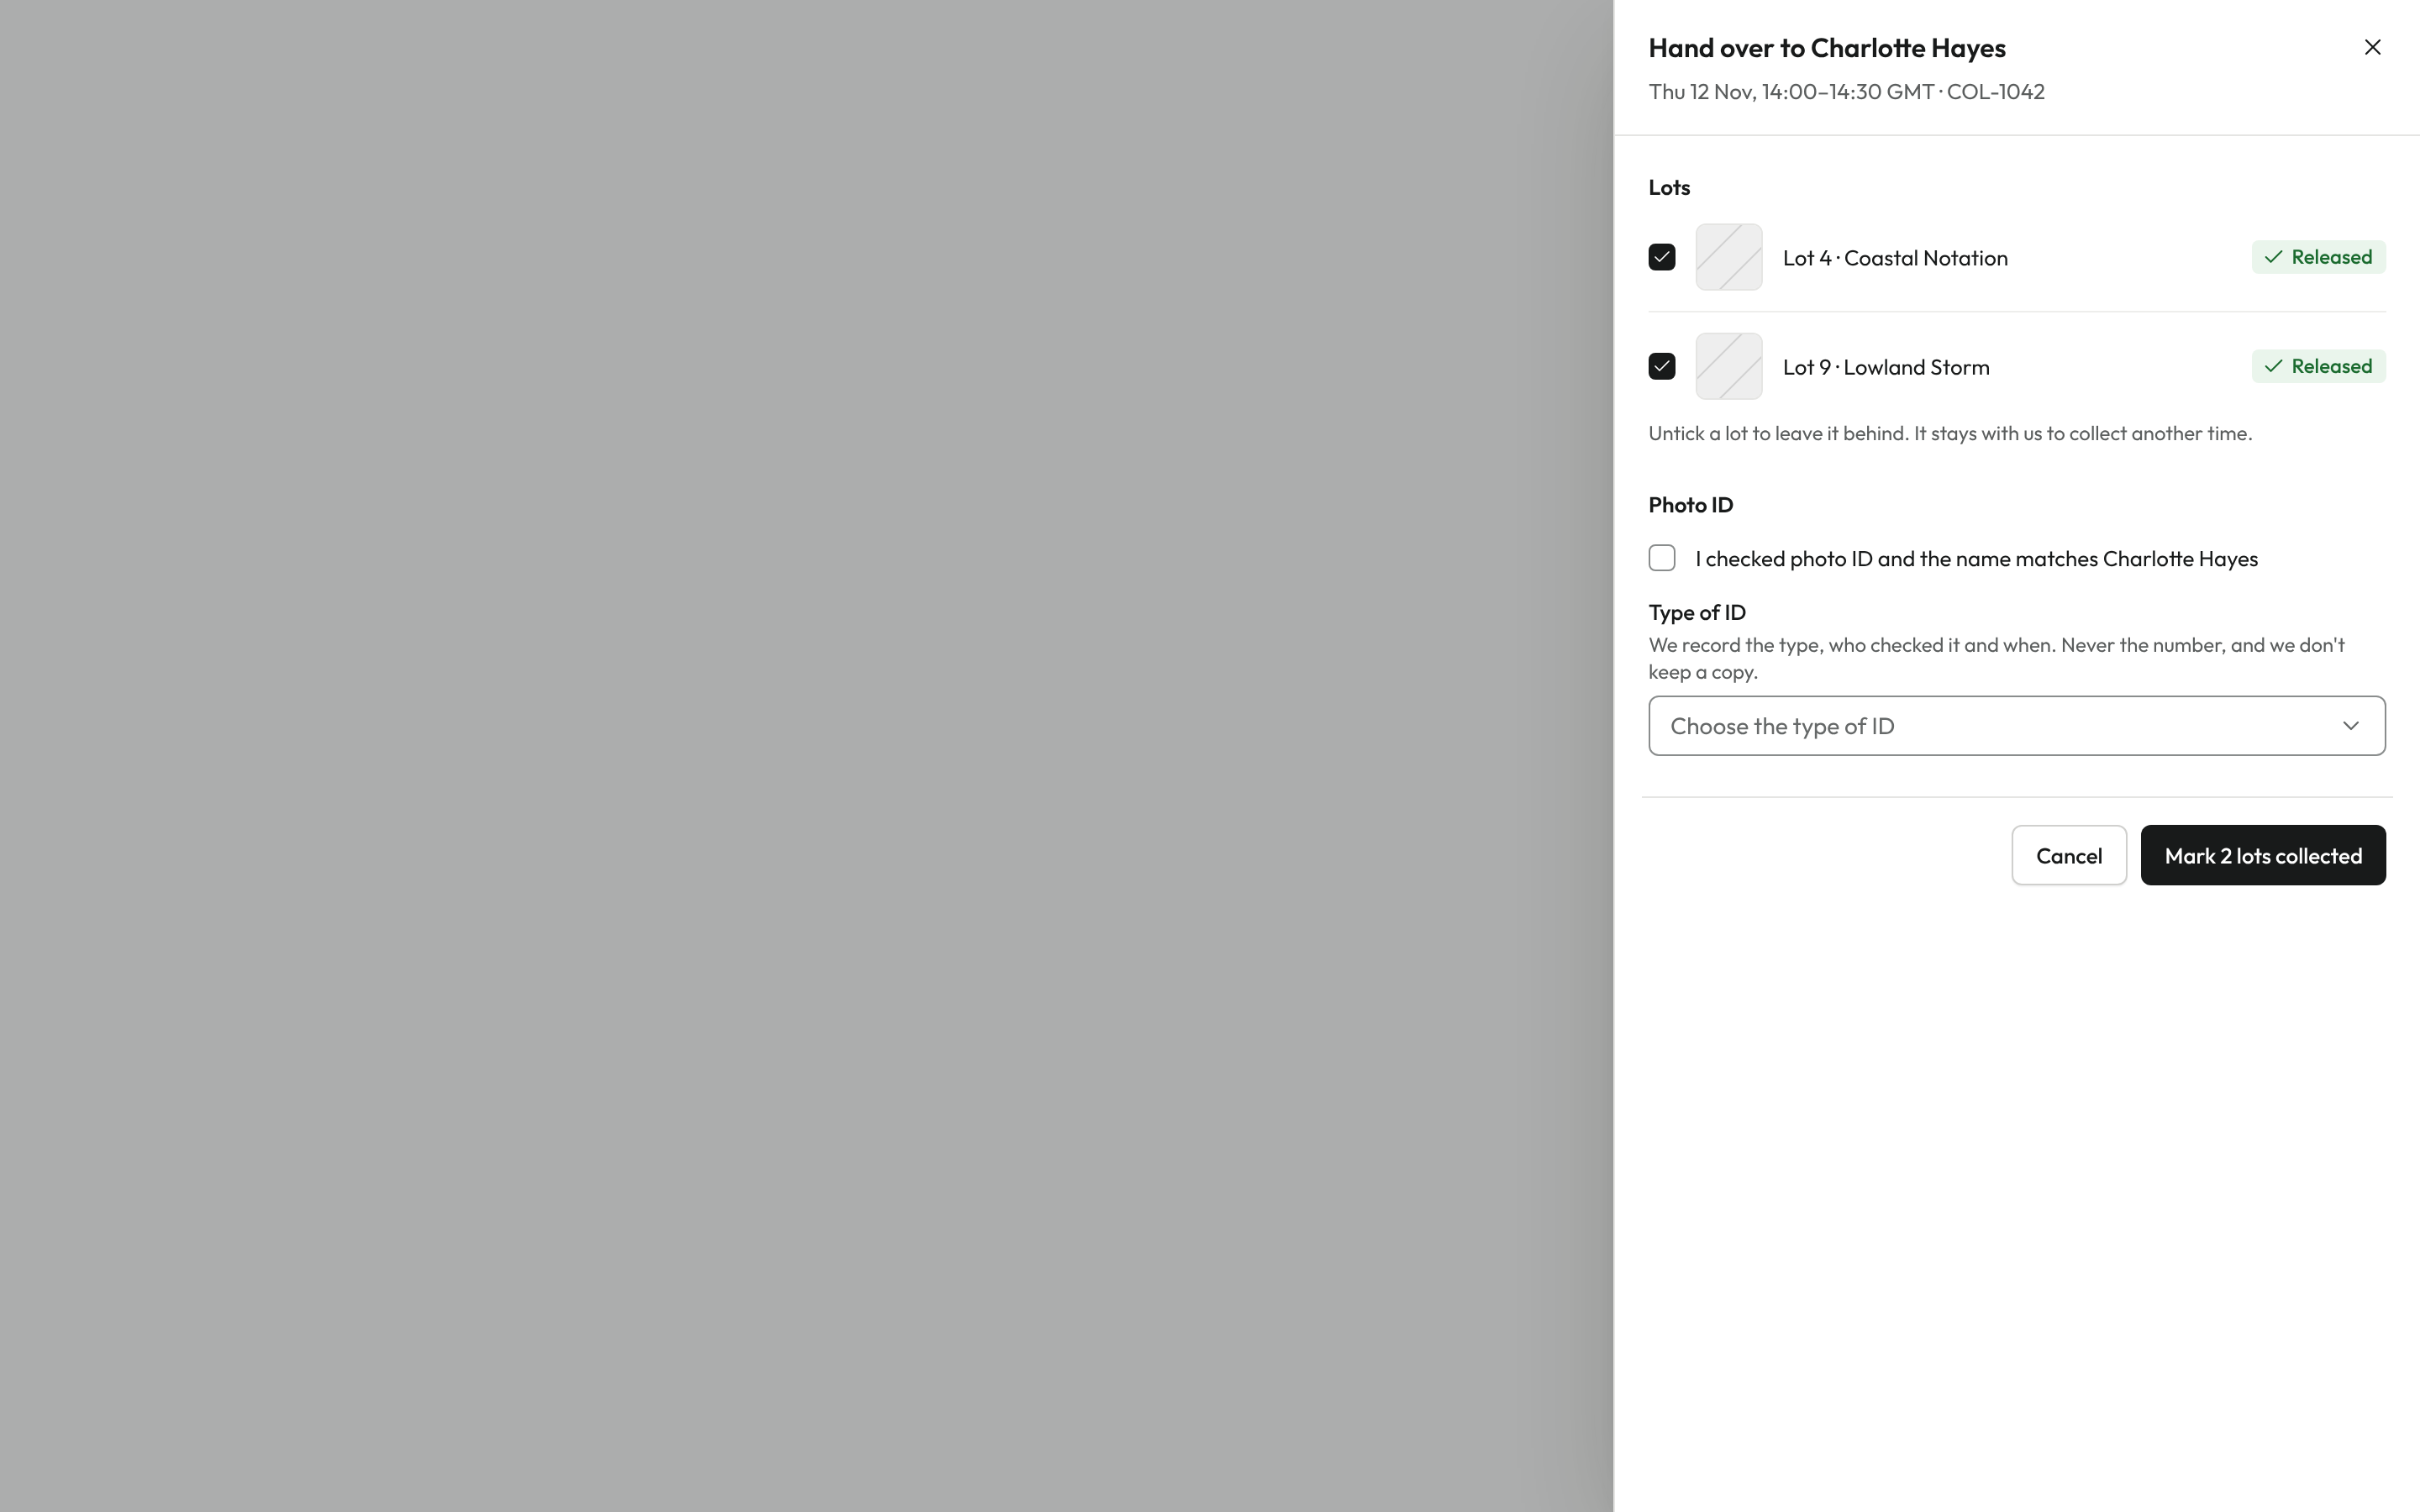 Hand over to Charlotte Hayes
Thu 12 Nov, 14:00–14:30 GMT · COL-1042
Lots
Lot 4 · Coastal Notation
Released
Lot 9 · Lowland Storm
Released
Untick a lot to leave it behind. It stays with us to collect another time.
Photo ID
I checked photo ID and the name matches Charlotte Hayes
Type of ID
We record the type, who checked it and when. Never the number, and we don't
keep a copy.
Choose the type of ID
Cancel
Mark 2 lots collected